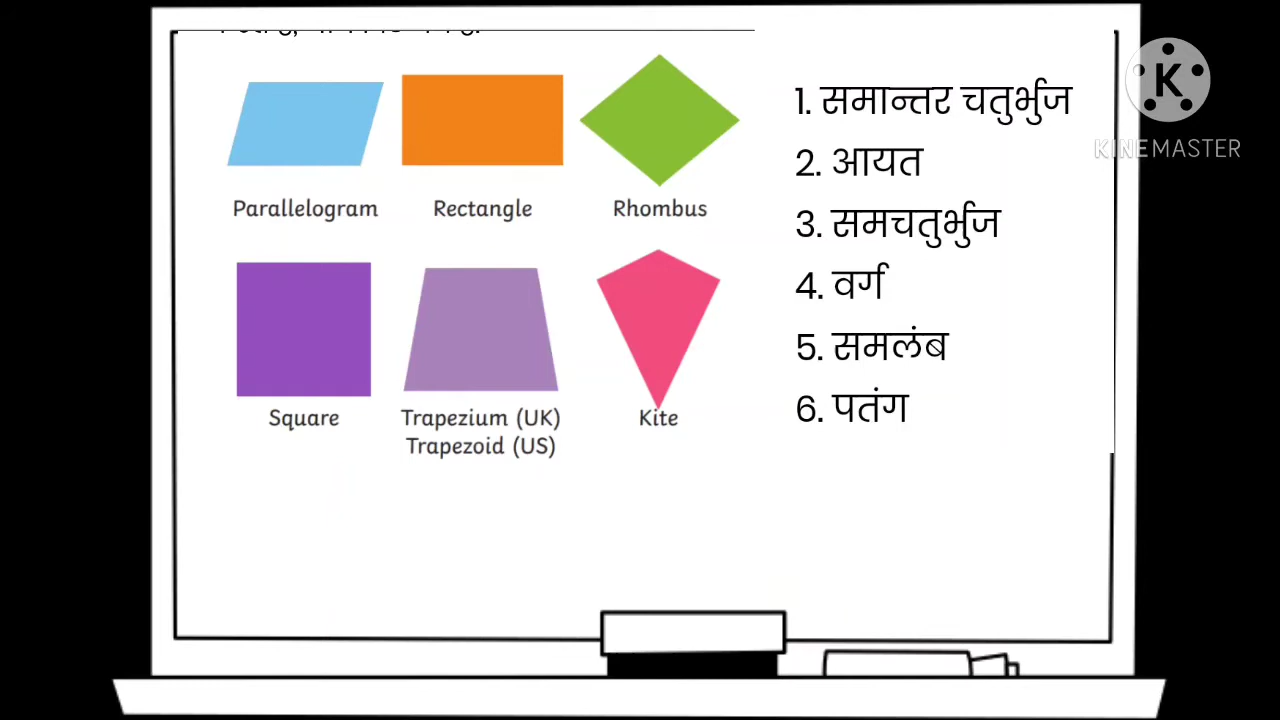 Parallelogram Rectangle Rhombus
Square Trapezium (UK) Kite
Trapezoid (US)
1. समान्तर चतुर्भुज
2. आयत
3. समचतुर्भुज
4. वर्ग
5. समलंब
6. पतंग
K
KINEMASTER